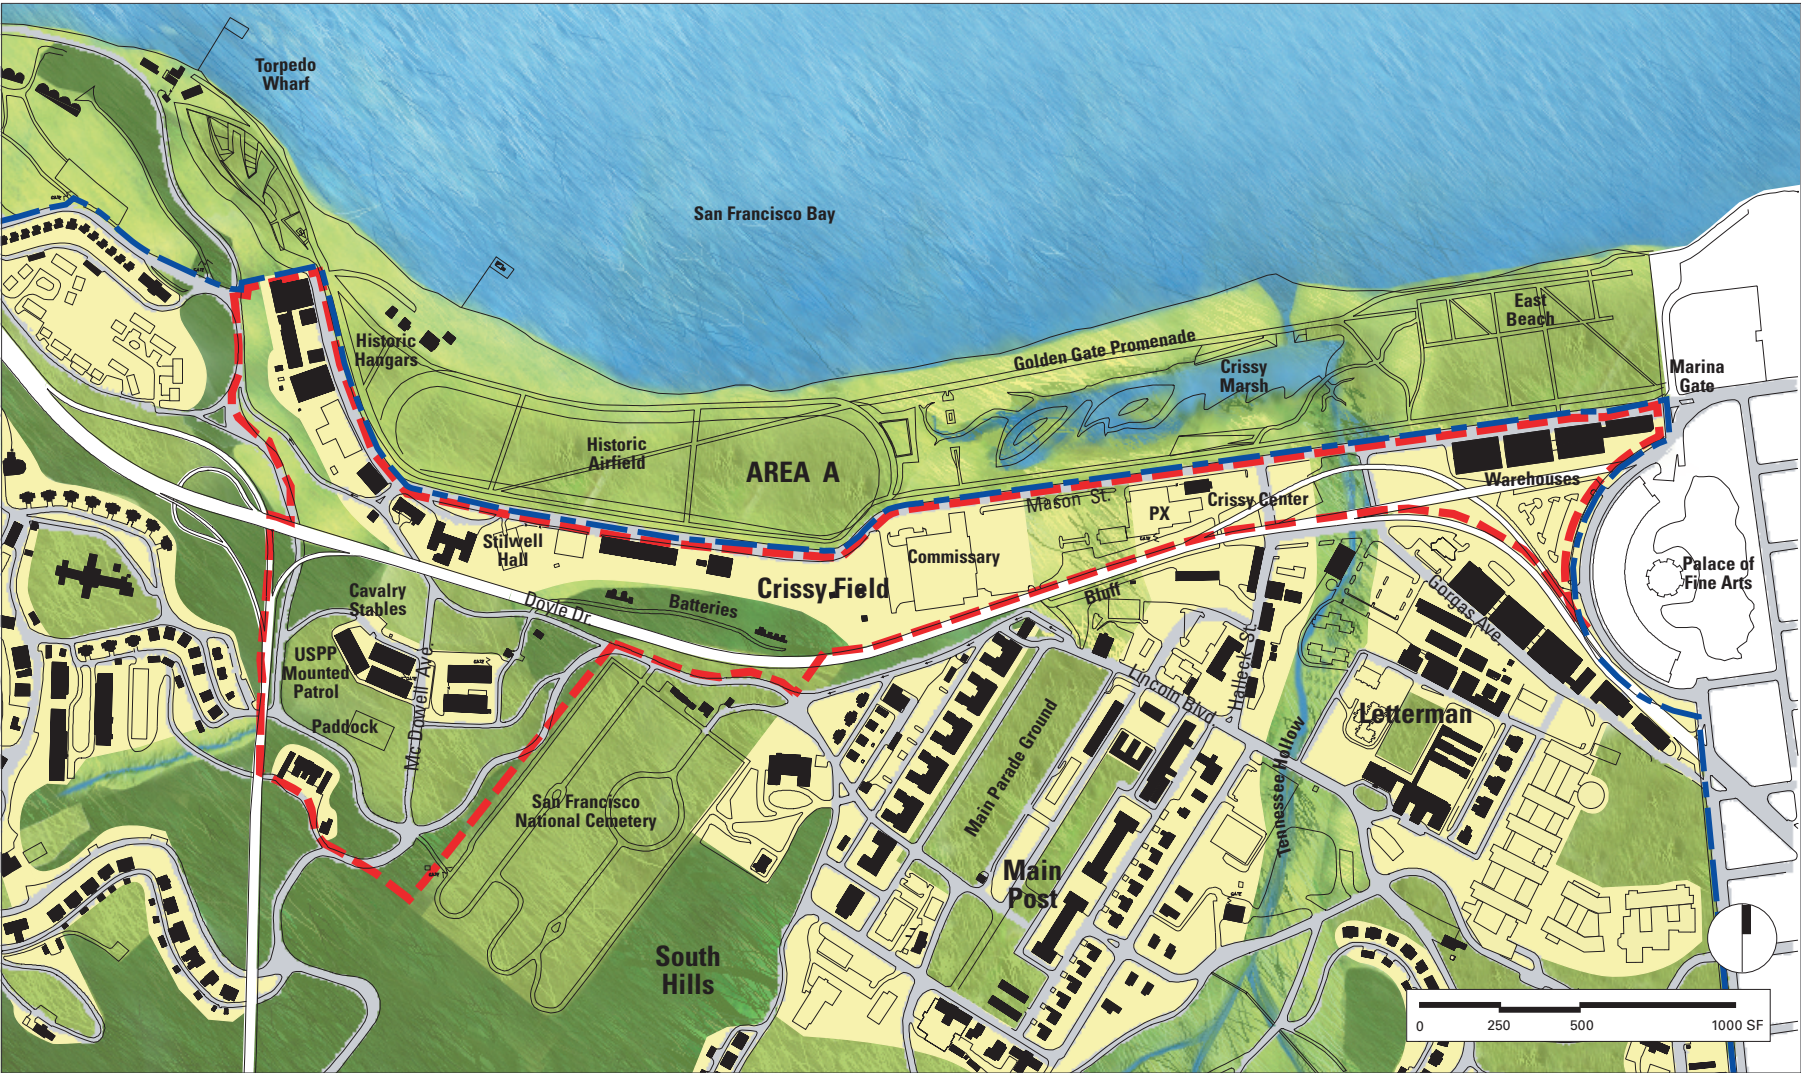 Torpedo
Wharf
San Francisco Bay
East
Beach
Historic
Hangars
Golden Gate Promenade
Crissy
Marsh
Marina
Gate
Historic
Airfield
AREA A
Mason St.
PX
Crissy Center
Warehouses
Stilwell
Hall
Commissary
Crissy Field
Palace of
Fine Arts
Cavalry
Stables
Doyle Dr.
Batteries
Bluff
Gorgas Ave.
USPP
Mounted
Patrol
Mc Dowell Ave
Paddock
Lincoln Blvd
Halleck St.
Letterman
Main Parade Ground
Tennessee Hollow
San Francisco
National Cemetery
Main
Post
South
Hills
0 250 500 1000 SF